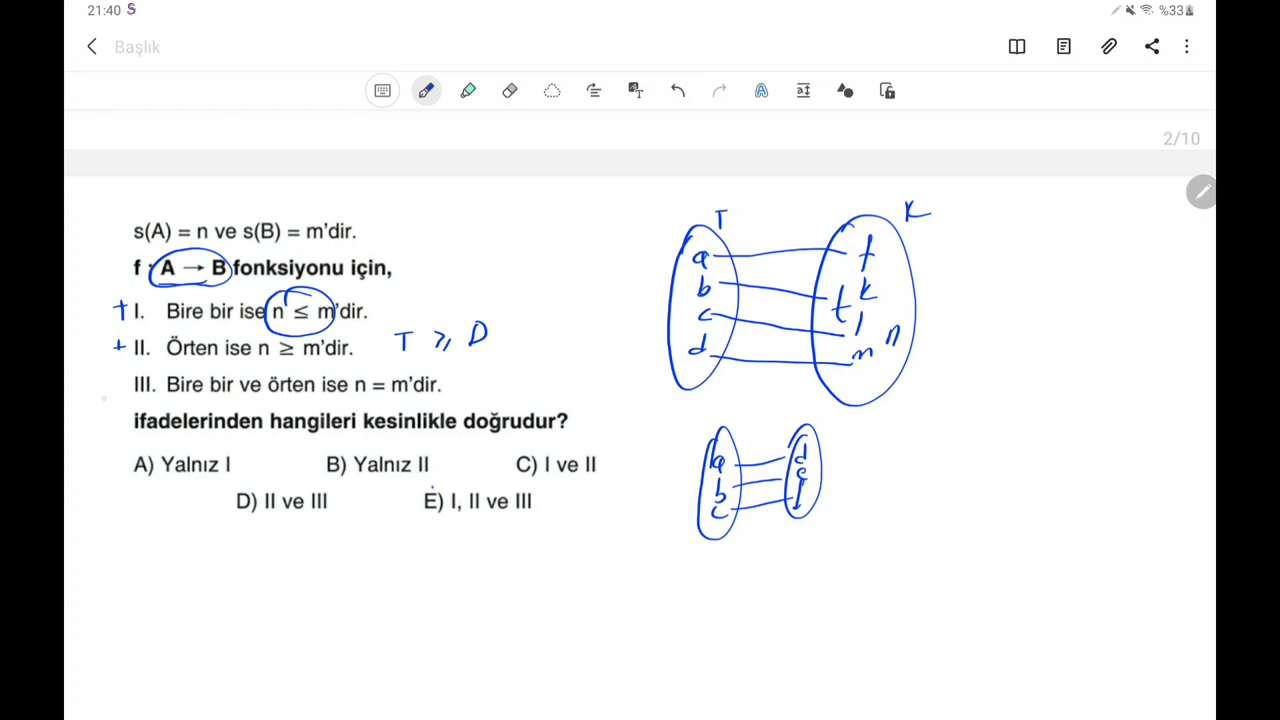 21:40 S %33
Başlık
2/10
s(A) = n ve s(B) = m'dir.
f : A → B fonksiyonu için,
+ I. Bire bir ise n ≤ m'dir.
+ II. Örten ise n ≥ m'dir. T ≥ D
III. Bire bir ve örten ise n = m'dir.
ifadelerinden hangileri kesinlikle doğrudur?
A) Yalnız I B) Yalnız II C) I ve II
D) II ve III E) I, II ve III
T K
a f
b t k
c l n
d m
a d
b e
c f